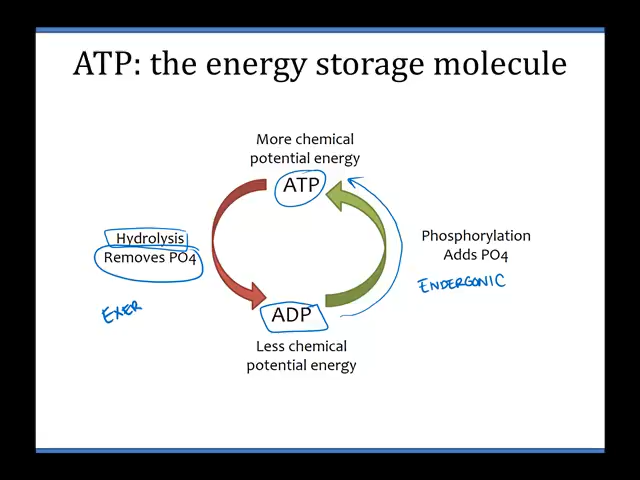 ATP: the energy storage molecule
More chemical
potential energy
ATP
Hydrolysis
Removes PO4
Phosphorylation
Adds PO4
ENDERGONIC
EXER
ADP
Less chemical
potential energy